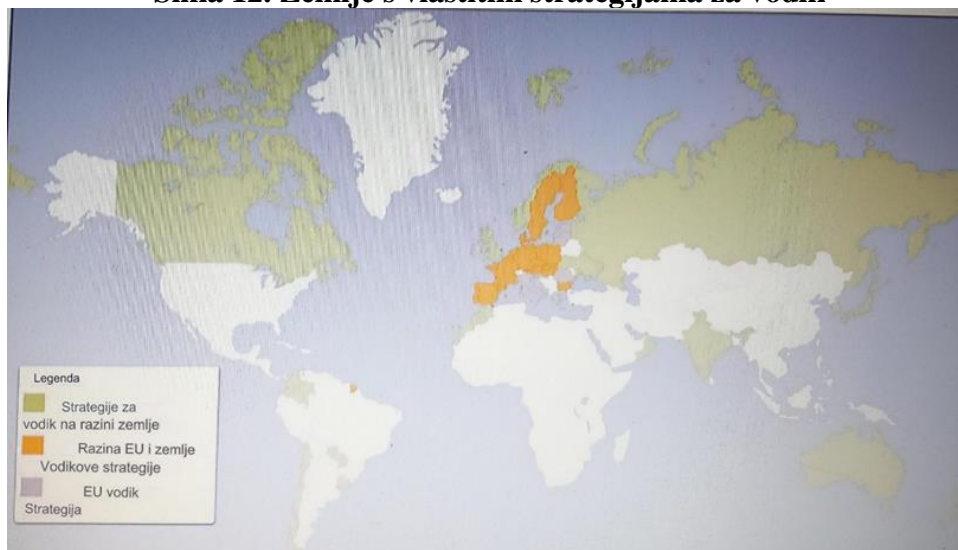 Slika 12. Zemlje s vlastitim strategijama za vodik
Legenda
Strategije za
vodik na razini zemlje
Razina EU i zemlje
Vodikove strategije
EU vodik
Strategija